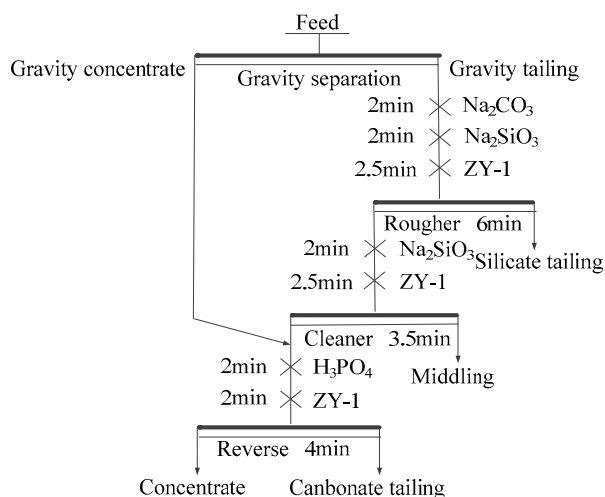 Feed
Gravity concentrate
Gravity separation
Gravity tailing
2min Na₂CO₃
2min Na₂SiO₃
2.5min ZY-1
Rougher 6min
2min Na₂SiO₃
Silicate tailing
2.5min ZY-1
Cleaner 3.5min
2min H₃PO₄
Middling
2min ZY-1
Reverse 4min
Concentrate
Canbonate tailing